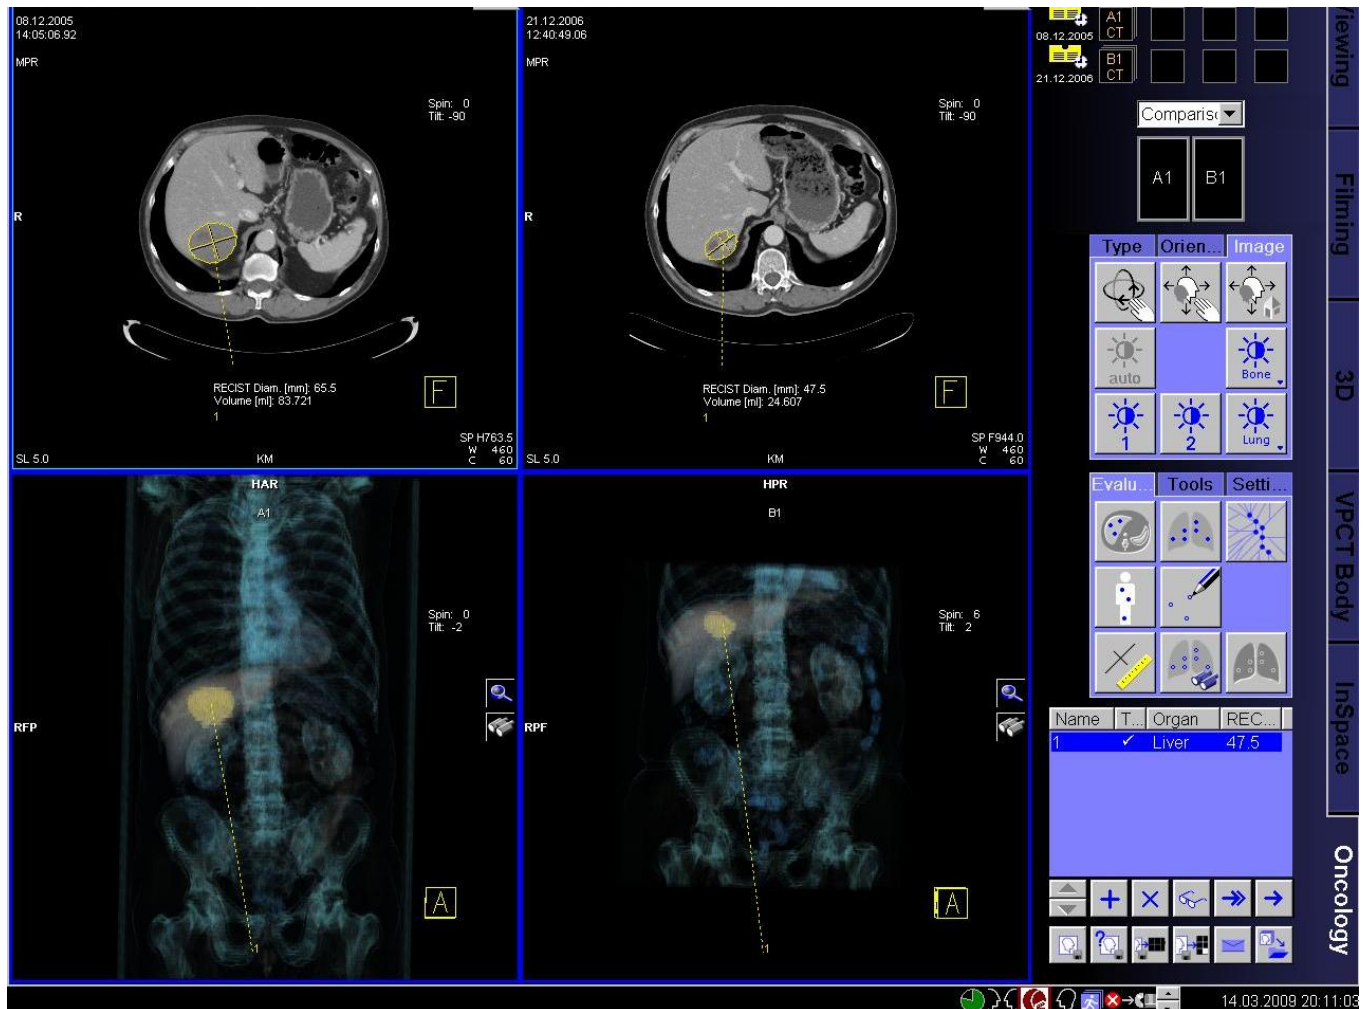 08.12.2005
14:05:06.92
MPR
Spin: 0
Tilt: -90
R
RECIST Diam. [mm]: 65.5
Volume [ml]: 83.721
1
F
SP H763.5
W 460
C 60
SL 5.0
KM
21.12.2006
12:40:49.06
MPR
Spin: 0
Tilt: -90
R
RECIST Diam. [mm]: 47.5
Volume [ml]: 24.607
1
F
SP F944.0
W 460
C 60
SL 5.0
KM
HAR
A1
Spin: 0
Tilt: -2
RFP
A
1
HPR
B1
Spin: 6
Tilt: 2
RPF
A
1
08.12.2005
A1
CT
21.12.2006
B1
CT
Comparis
A1 B1
Type Orien... Image
auto
Bone
1 2 Lung
Evalu... Tools Setti...
Name T... Organ REC...
1 Liver 47.5
Viewing
Filming
3D
VPCT Body
InSpace
Oncology
14.03.2009 20:11:03